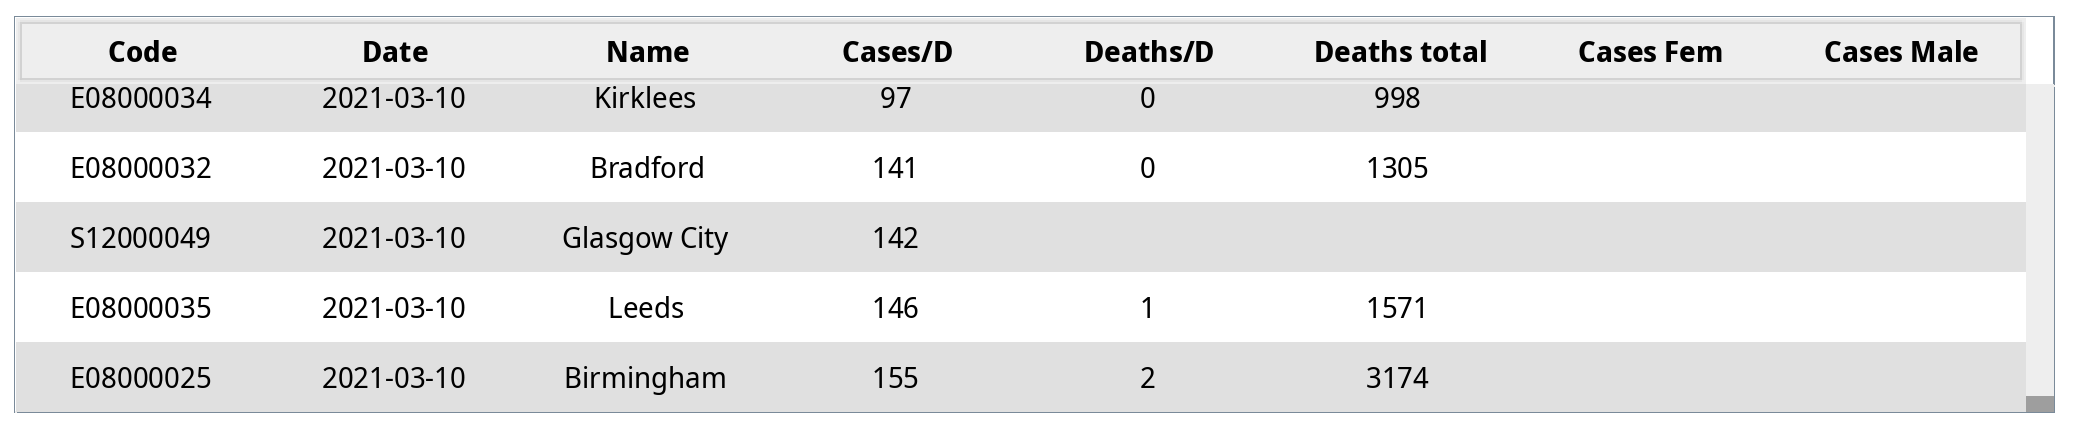 Code Date Name Cases/D Deaths/D Deaths total Cases Fem Cases Male
E08000034 2021-03-10 Kirklees 97 0 998
E08000032 2021-03-10 Bradford 141 0 1305
S12000049 2021-03-10 Glasgow City 142
E08000035 2021-03-10 Leeds 146 1 1571
E08000025 2021-03-10 Birmingham 155 2 3174